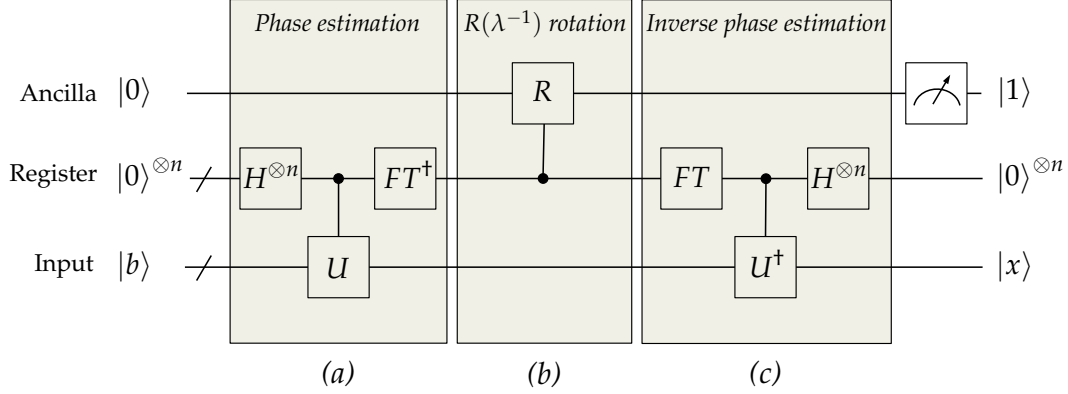 Phase estimation R(λ⁻¹) rotation Inverse phase estimation
Ancilla |0⟩ R |1⟩
Register |0⟩^{⊗n} H^{⊗n} FT^† FT H^{⊗n} |0⟩^{⊗n}
Input |b⟩ U U^† |x⟩
(a) (b) (c)